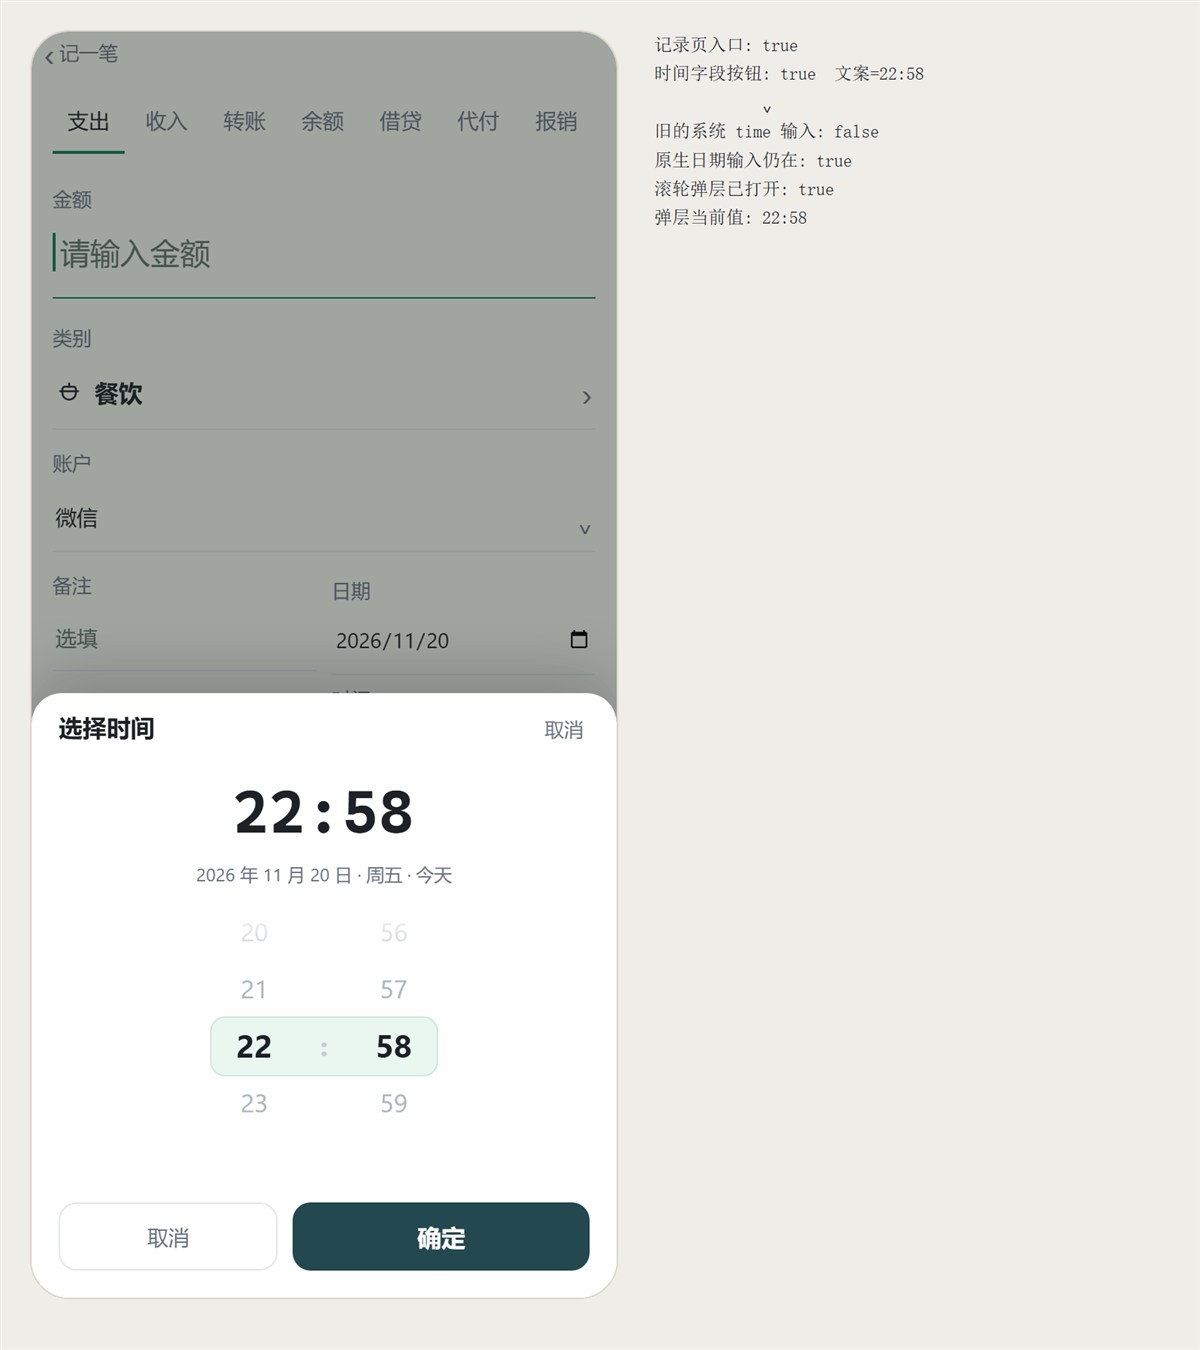 ‹ 记一笔
支出 收入 转账 余额 借贷 代付 报销
金额
请输入金额
类别
餐饮 ›
账户
微信 v
备注 日期
选填 2026/11/20
选择时间 取消
22:58
2026 年 11 月 20 日 · 周五 · 今天
20 56
21 57
22 : 58
23 59
取消 确定
记录页入口: true
时间字段按钮: true 文案=22:58
v
旧的系统 time 输入: false
原生日期输入仍在: true
滚轮弹层已打开: true
弹层当前值: 22:58